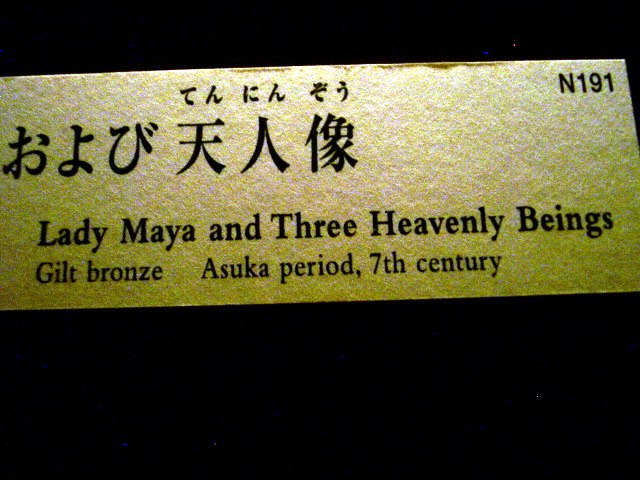 N191
てん にん ぞう
および 天人像
Lady Maya and Three Heavenly Beings
Gilt bronze Asuka period, 7th century